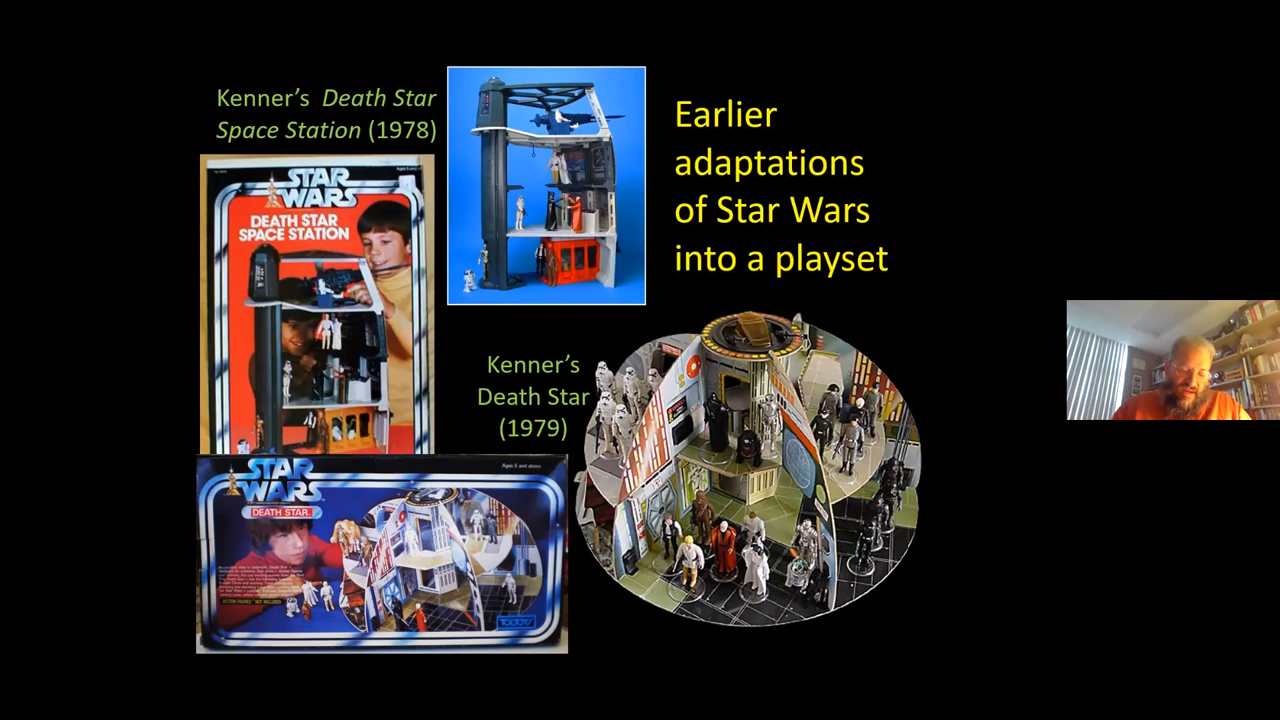 Kenner's Death Star
Space Station (1978)
Earlier
adaptations
of Star Wars
into a playset
STAR
WARS
DEATH STAR
SPACE STATION
Kenner's
Death Star
(1979)
STAR
WARS
DEATH STAR
Ages 5 and above
ACTION FIGURES NOT INCLUDED
TOLTOYS